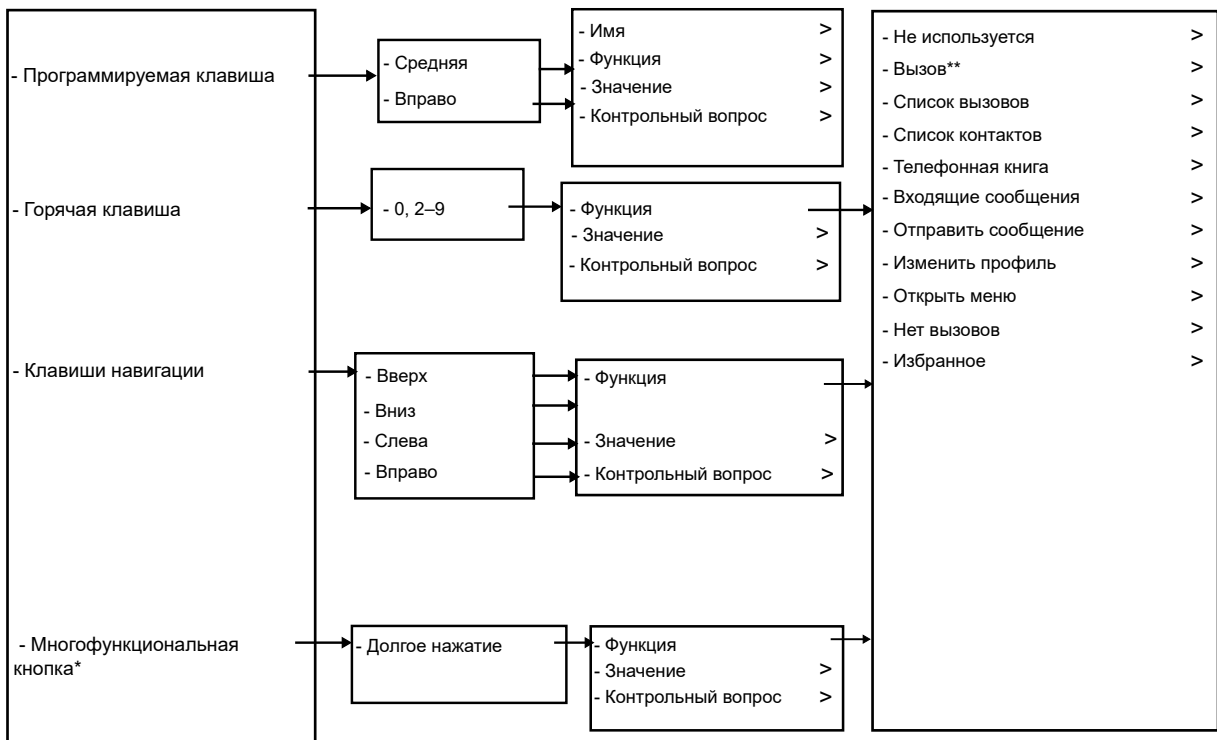 - Программируемая клавиша
- Средняя
- Вправо
- Имя >
- Функция >
- Значение >
- Контрольный вопрос >
- Горячая клавиша
- 0, 2–9
- Функция
- Значение >
- Контрольный вопрос >
- Клавиши навигации
- Вверх
- Вниз
- Слева
- Вправо
- Функция
- Значение >
- Контрольный вопрос >
- Многофункциональная
кнопка*
- Долгое нажатие
- Функция
- Значение >
- Контрольный вопрос >
- Не используется >
- Вызов** >
- Список вызовов >
- Список контактов >
- Телефонная книга >
- Входящие сообщения >
- Отправить сообщение >
- Изменить профиль >
- Открыть меню >
- Нет вызовов >
- Избранное >